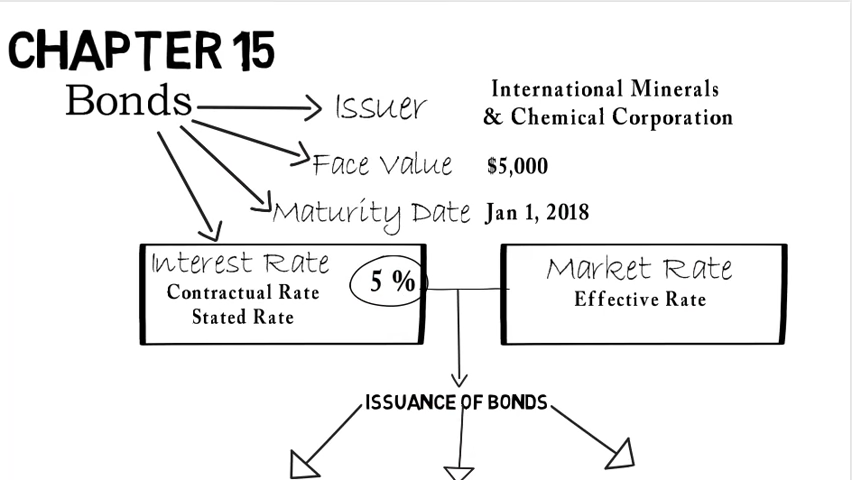 CHAPTER 15
Bonds
Issuer
International Minerals
& Chemical Corporation
Face Value $5,000
Maturity Date Jan 1, 2018
Interest Rate
Contractual Rate
Stated Rate
5 %
Market Rate
Effective Rate
ISSUANCE OF BONDS